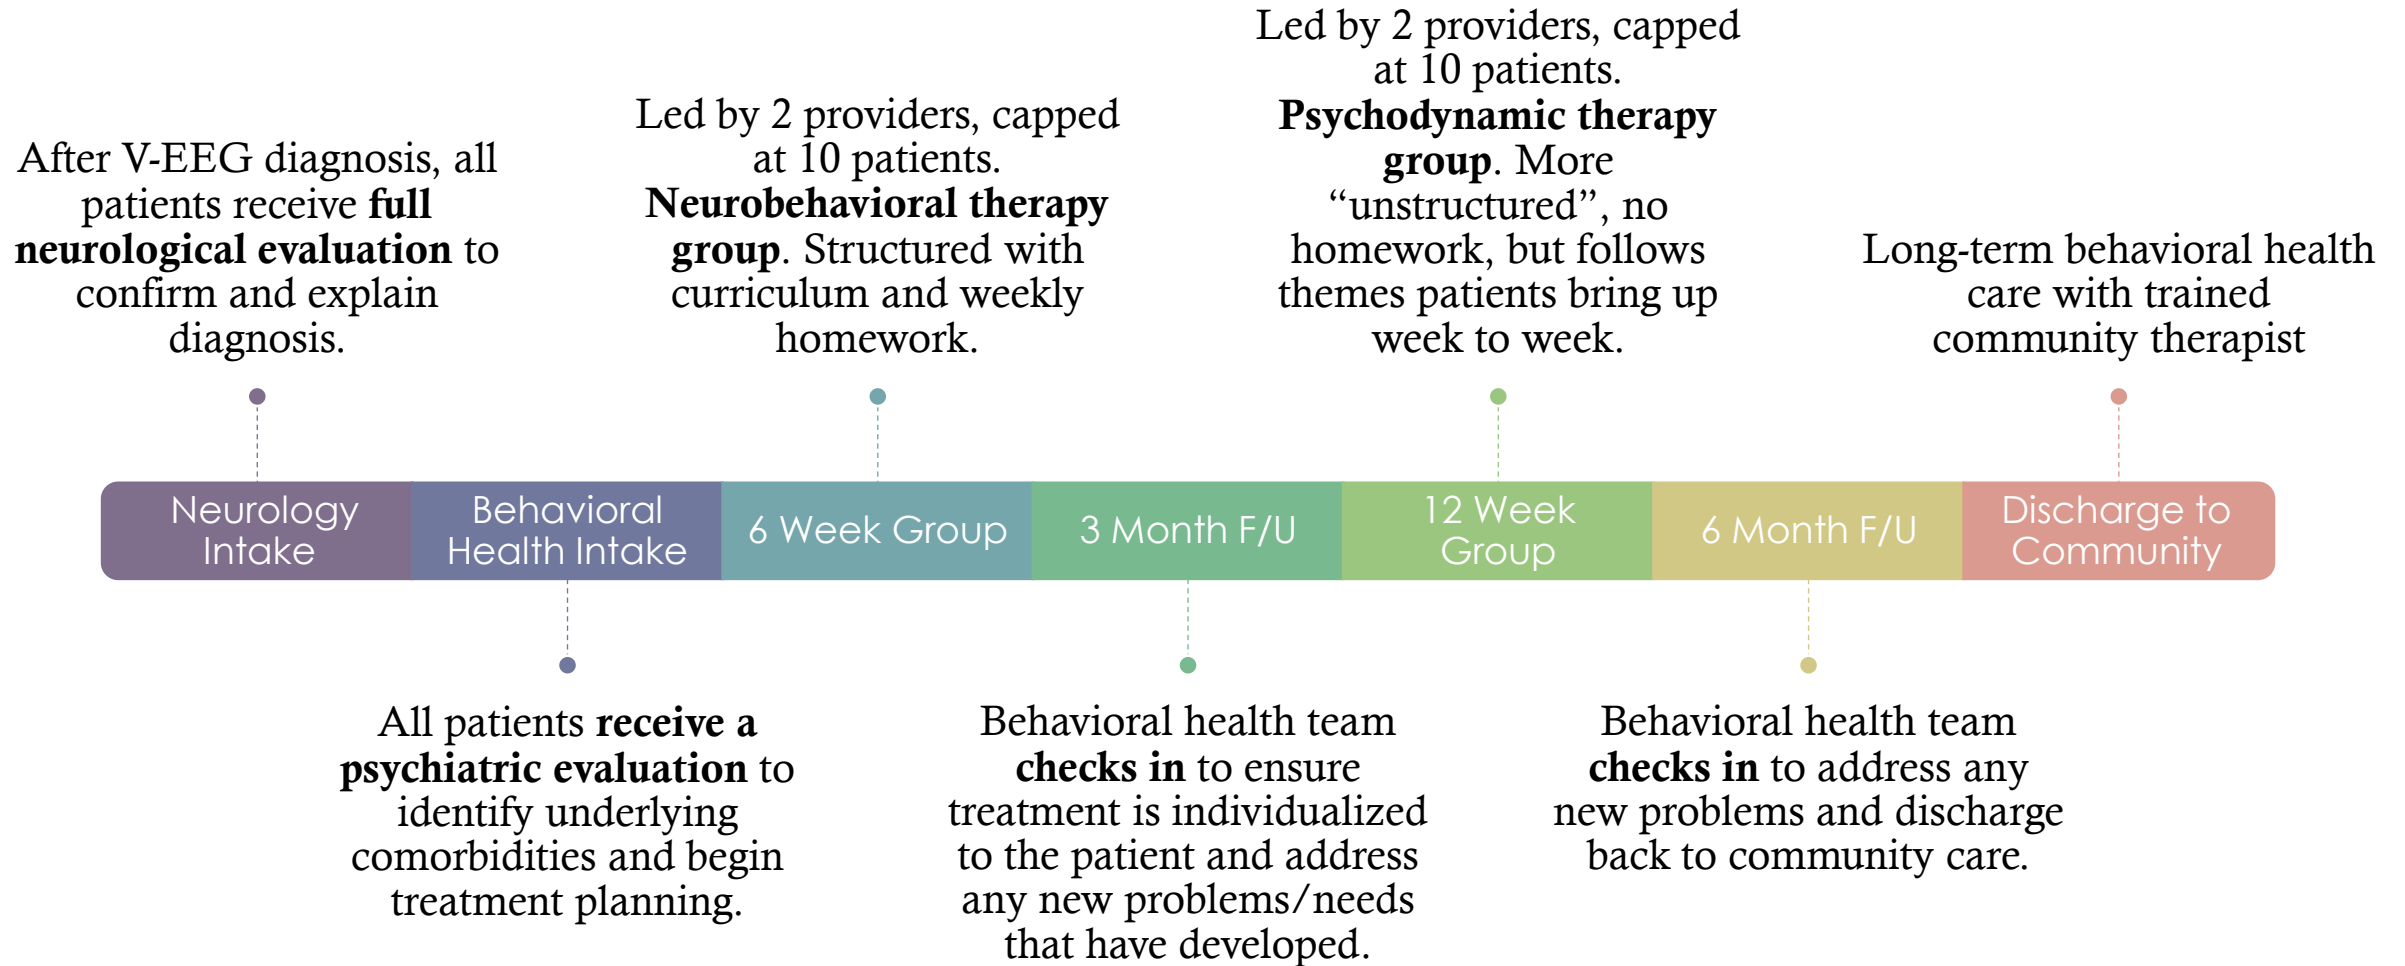 After V-EEG diagnosis, all
patients receive full
neurological evaluation to
confirm and explain
diagnosis.
Led by 2 providers, capped
at 10 patients.
Neurobehavioral therapy
group. Structured with
curriculum and weekly
homework.
Led by 2 providers, capped
at 10 patients.
Psychodynamic therapy
group. More
“unstructured”, no
homework, but follows
themes patients bring up
week to week.
Long-term behavioral health
care with trained
community therapist
Neurology
Intake
Behavioral
Health Intake
6 Week Group
3 Month F/U
12 Week
Group
6 Month F/U
Discharge to
Community
All patients receive a
psychiatric evaluation to
identify underlying
comorbidities and begin
treatment planning.
Behavioral health team
checks in to ensure
treatment is individualized
to the patient and address
any new problems/needs
that have developed.
Behavioral health team
checks in to address any
new problems and discharge
back to community care.